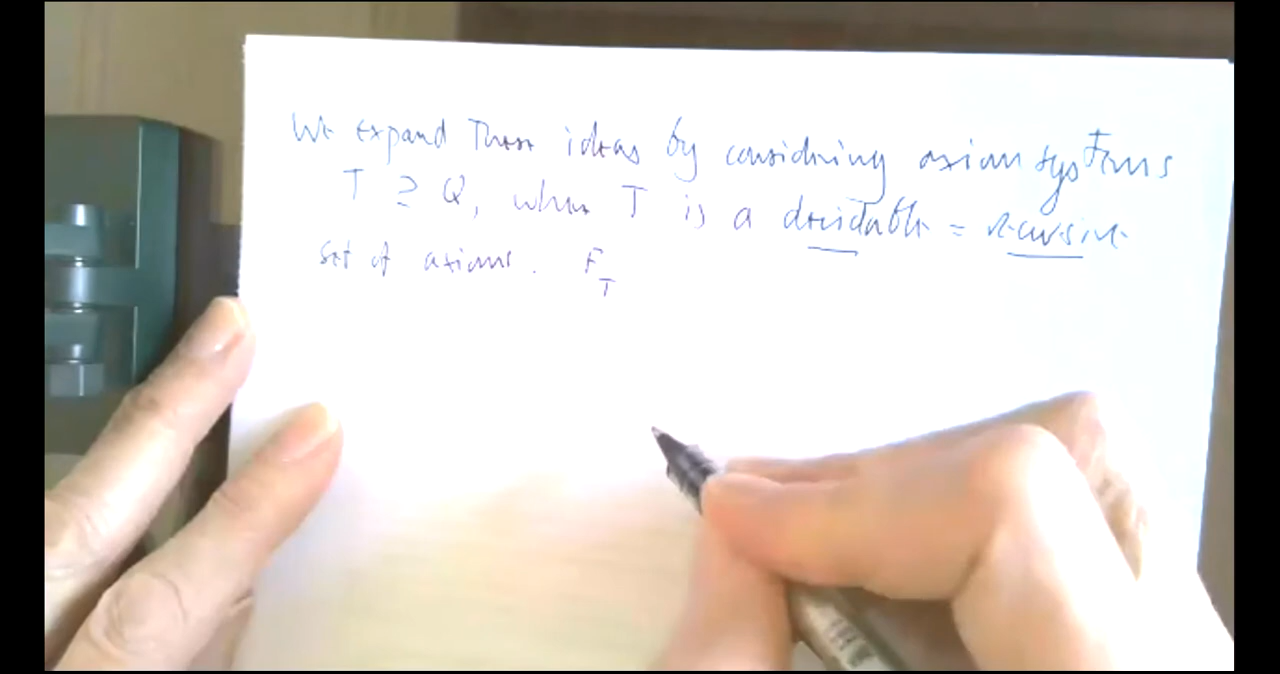 We expand these ideas by considering axiom systems
T ⊇ Q, where T is a decidable = recursive
set of axioms. F_T